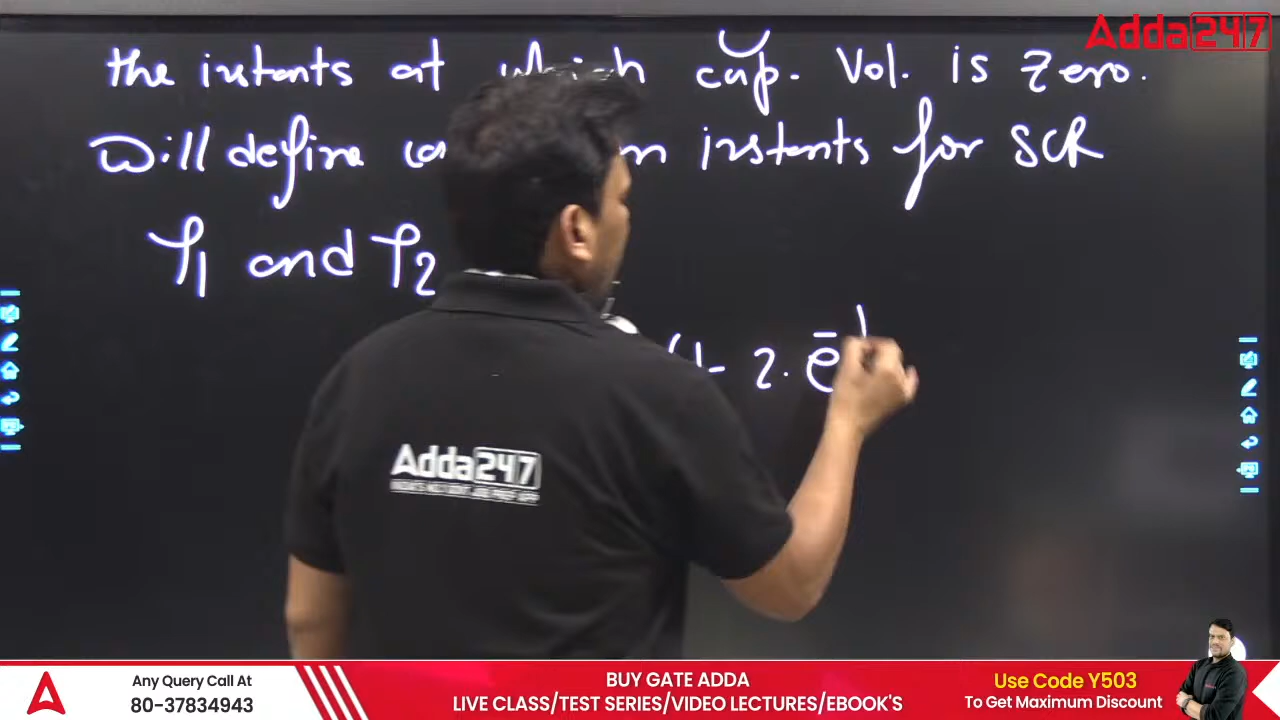 Adda247
the instants at which cap. Vol. is zero.
will define instants for SCR
T1 and T2
(1- 2. e
Adda247
Any Query Call At
80-37834943
BUY GATE ADDA
LIVE CLASS/TEST SERIES/VIDEO LECTURES/EBOOK'S
Use Code Y503
To Get Maximum Discount